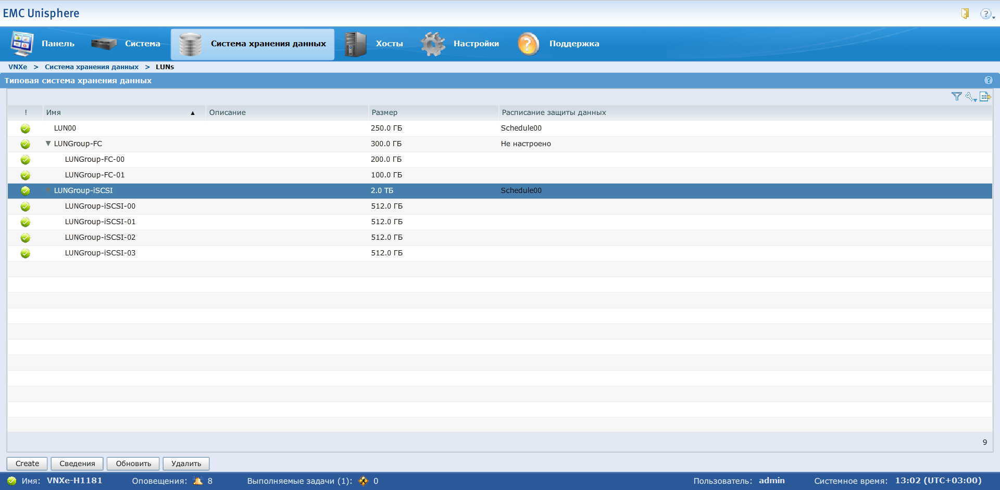 EMC Unisphere
Панель Система Система хранения данных Хосты Настройки Поддержка
VNXe > Система хранения данных > LUNs
Типовая система хранения данных
! Имя ▲ Описание Размер Расписание защиты данных
LUN00 250.0 ГБ Schedule00
▼ LUNGroup-FC 300.0 ГБ Не настроено
LUNGroup-FC-00 200.0 ГБ
LUNGroup-FC-01 100.0 ГБ
▼ LUNGroup-iSCSI 2.0 ТБ Schedule00
LUNGroup-iSCSI-00 512.0 ГБ
LUNGroup-iSCSI-01 512.0 ГБ
LUNGroup-iSCSI-02 512.0 ГБ
LUNGroup-iSCSI-03 512.0 ГБ
9
Create Сведения Обновить Удалить
Имя: VNXe-H1181 Оповещения: 8 Выполняемые задачи (1): 0 Пользователь: admin Системное время: 13:02 (UTC+03:00)